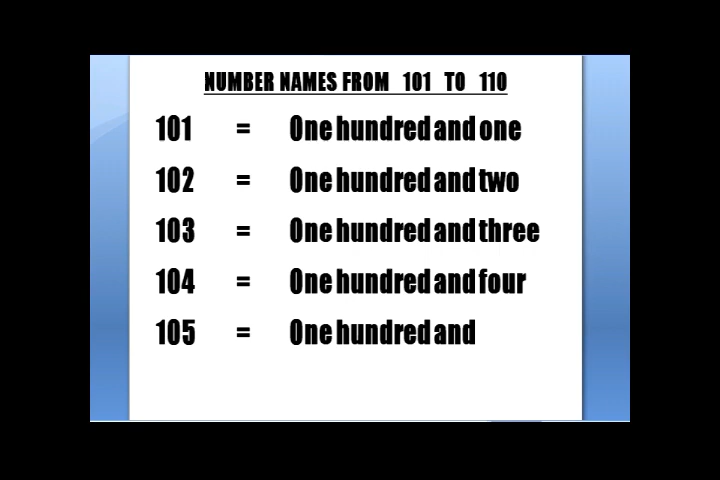 NUMBER NAMES FROM 101 TO 110
101 = One hundred and one
102 = One hundred and two
103 = One hundred and three
104 = One hundred and four
105 = One hundred and